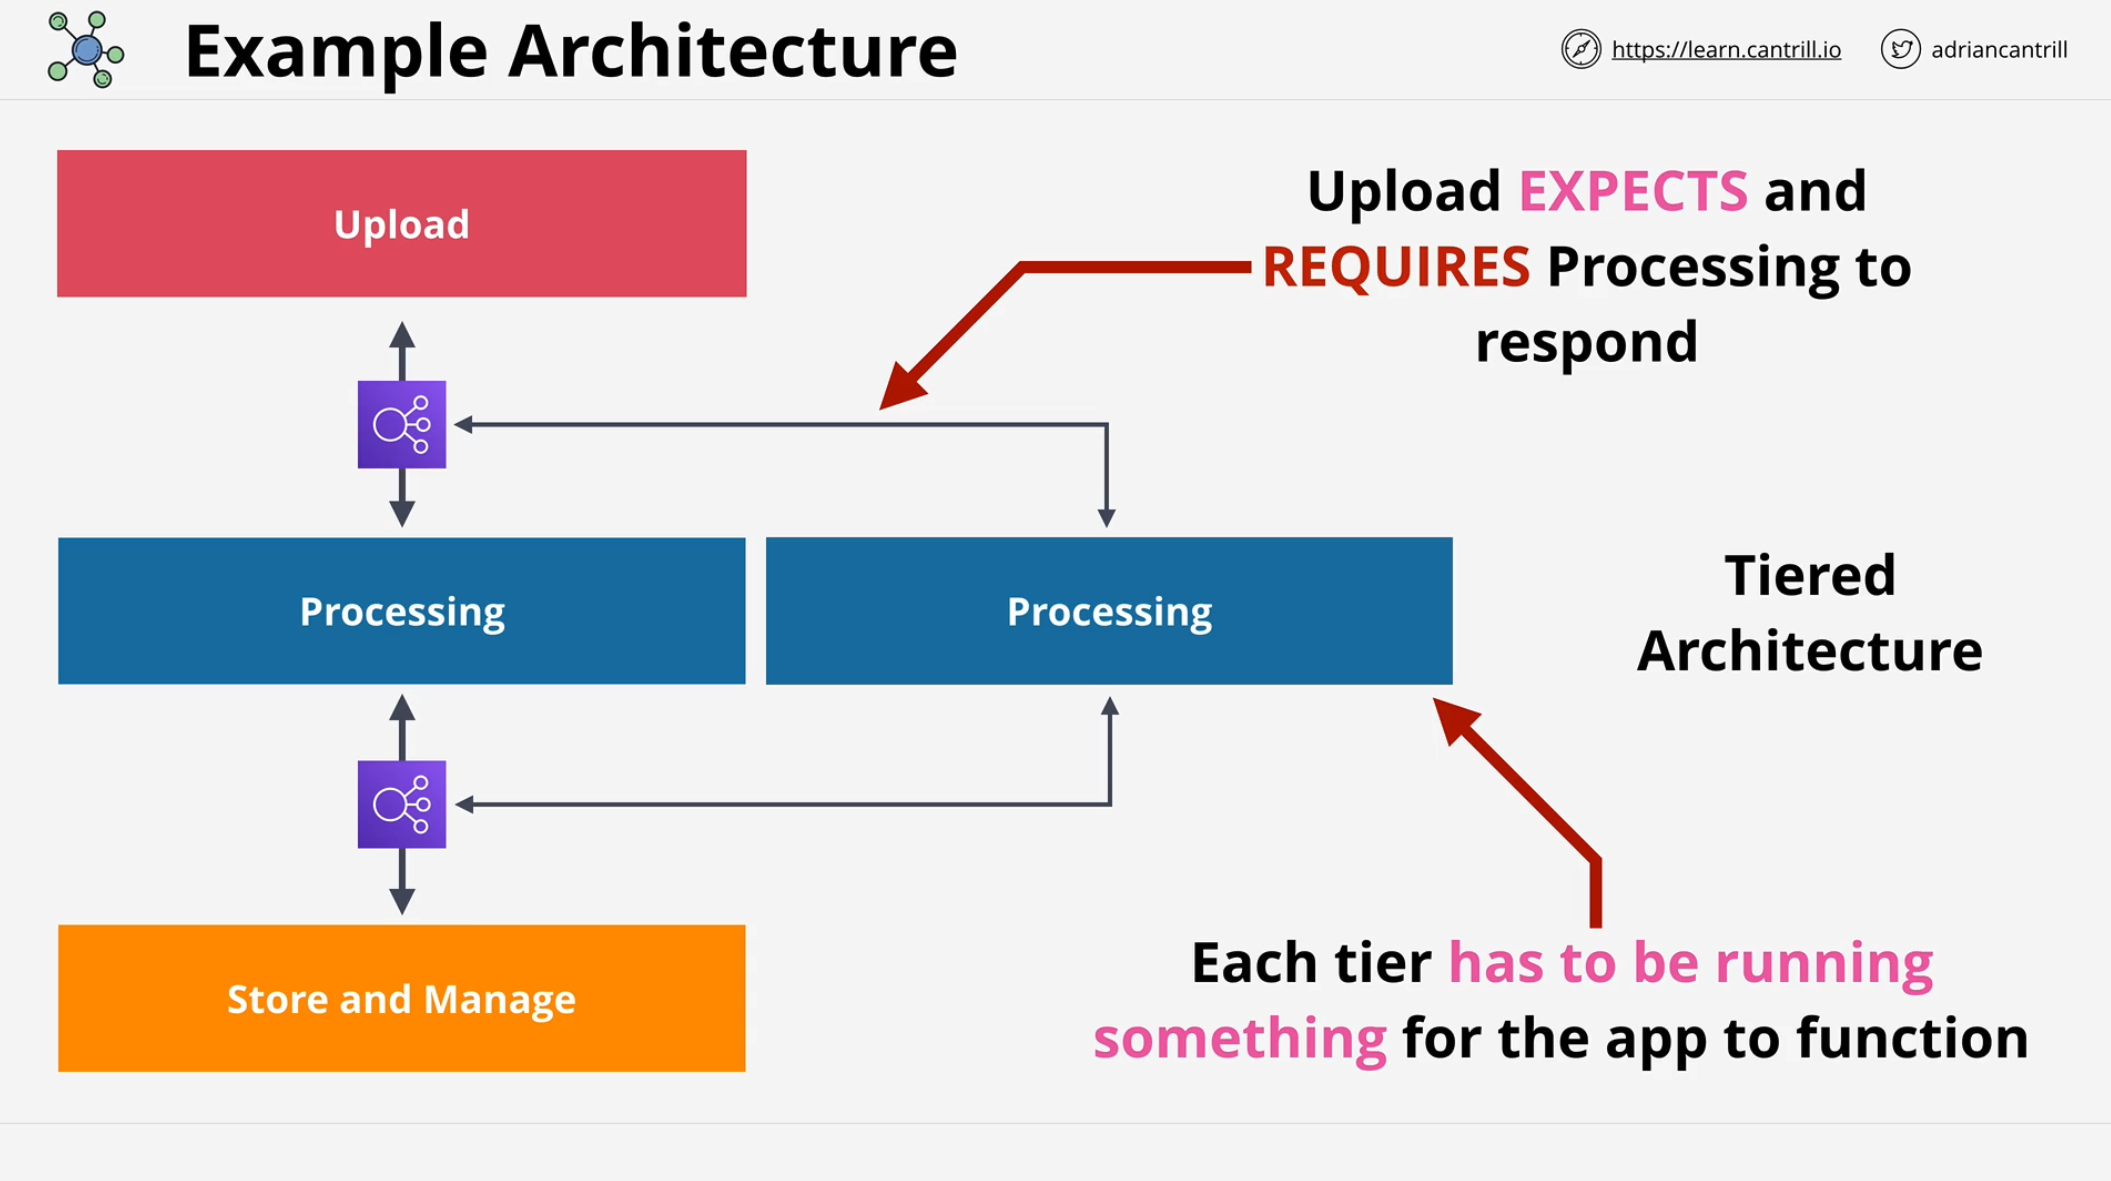 Example Architecture
https://learn.cantrill.io
adriancantrill
Upload
Upload EXPECTS and
REQUIRES Processing to
respond
Processing
Processing
Tiered
Architecture
Store and Manage
Each tier has to be running
something for the app to function